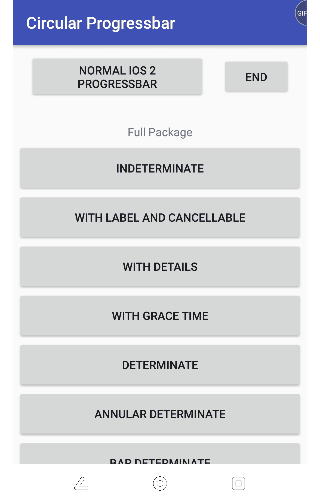 Circular Progressbar
GIF
NORMAL IOS 2
PROGRESSBAR
END
Full Package
INDETERMINATE
WITH LABEL AND CANCELLABLE
WITH DETAILS
WITH GRACE TIME
DETERMINATE
ANNULAR DETERMINATE
BAR DETERMINATE